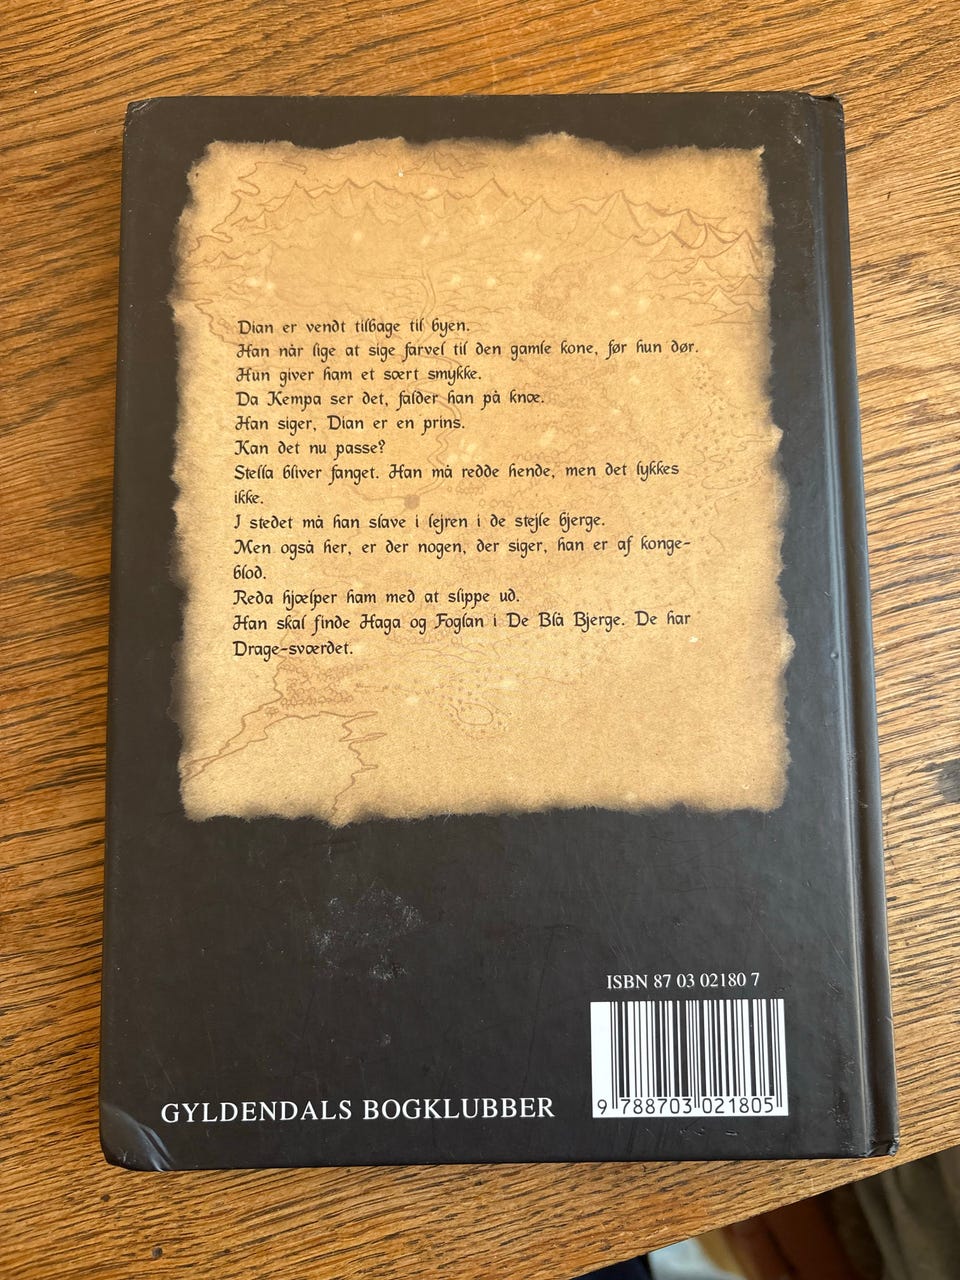 Dian er vendt tilbage til byen.
Han når lige at sige farvel til den gamle kone, før hun dør.
Hun giver ham et sært smykke.
Da Kempa ser det, falder han på knæ.
Han siger, Dian er en prins.
Kan det nu passe?
Stella bliver fanget. Han må redde hende, men det lykkes
ikke.
I stedet må han slave i lejren i de stejle bjerge.
Men også her, er der nogen, der siger, han er af konge-
blod.
Reda hjælper ham med at slippe ud.
Han skal finde Haga og Foglan i De Blå Bjerge. De har
Drage-sværdet.
ISBN 87 03 02180 7
9 788703 021805
GYLDENDALS BOGKLUBBER